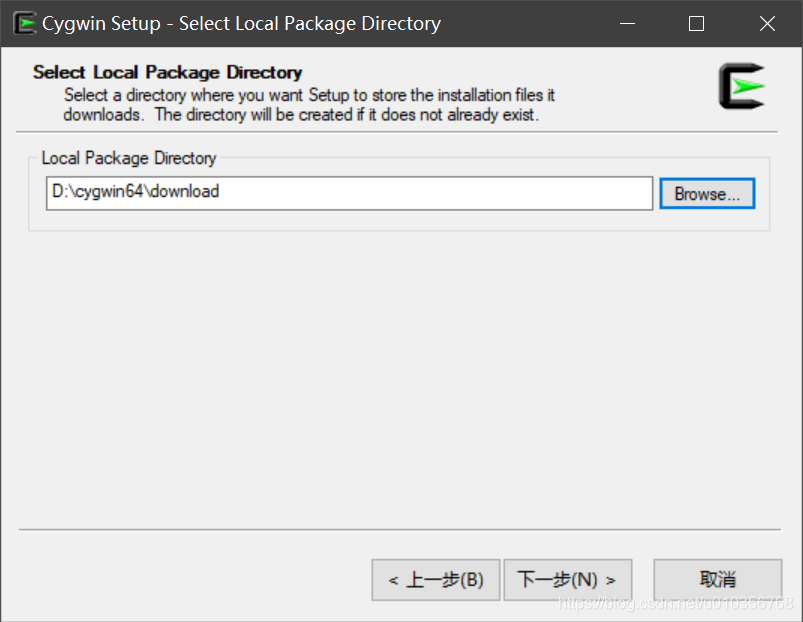 Cygwin Setup - Select Local Package Directory
Select Local Package Directory
Select a directory where you want Setup to store the installation files it
downloads. The directory will be created if it does not already exist.
Local Package Directory
D:\cygwin64\download
Browse...
< 上一步(B)
下一步(N) >
取消
https://blog.csdn.net/u010356768